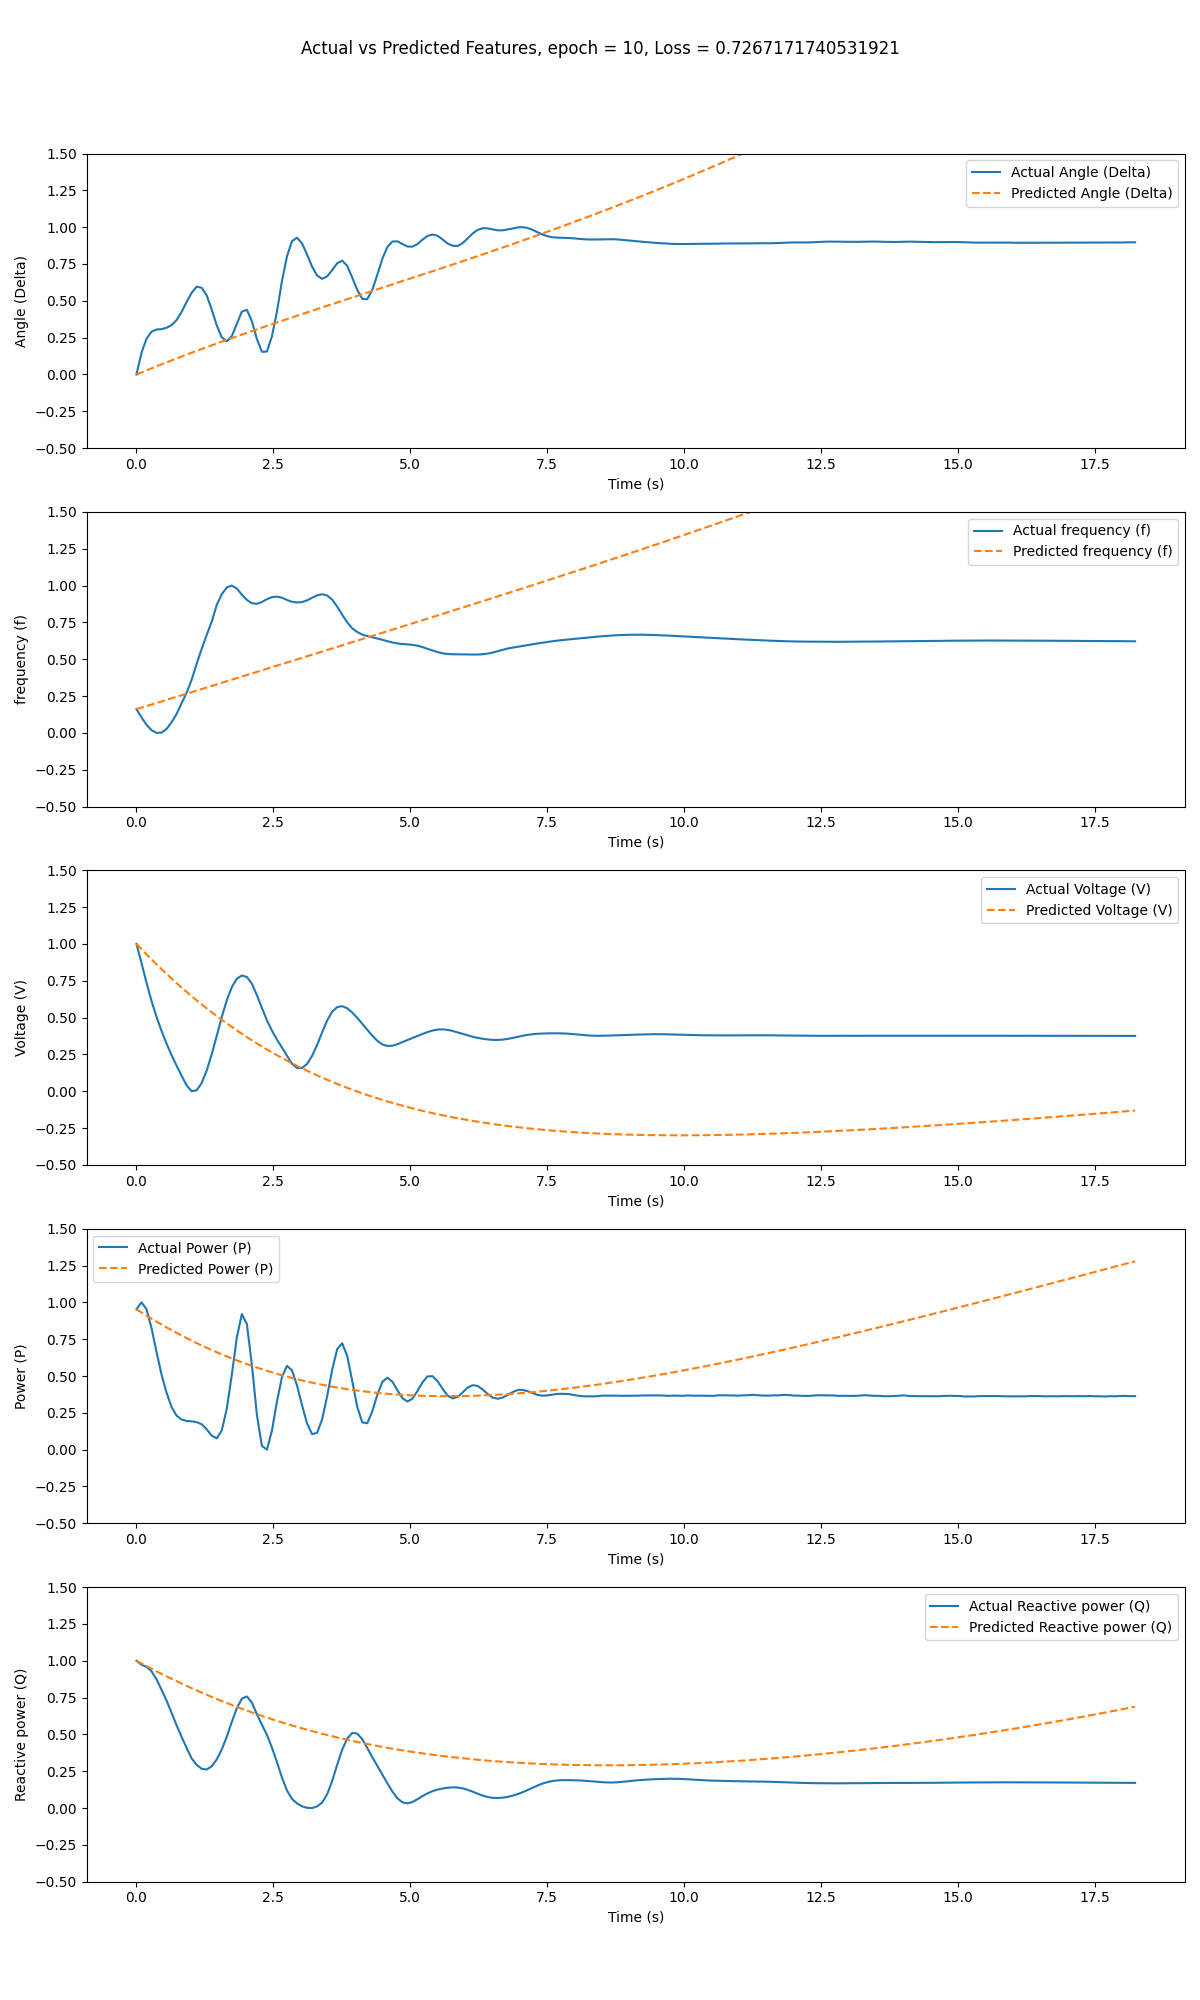 Actual vs Predicted Features, epoch = 10, Loss = 0.7267171740531921
1.50
1.25
1.00
0.75
0.50
0.25
0.00
−0.25
−0.50
Angle (Delta)
Actual Angle (Delta)
Predicted Angle (Delta)
0.0 2.5 5.0 7.5 10.0 12.5 15.0 17.5
Time (s)
1.50
1.25
1.00
0.75
0.50
0.25
0.00
−0.25
−0.50
frequency (f)
Actual frequency (f)
Predicted frequency (f)
0.0 2.5 5.0 7.5 10.0 12.5 15.0 17.5
Time (s)
1.50
1.25
1.00
0.75
0.50
0.25
0.00
−0.25
−0.50
Voltage (V)
Actual Voltage (V)
Predicted Voltage (V)
0.0 2.5 5.0 7.5 10.0 12.5 15.0 17.5
Time (s)
1.50
1.25
1.00
0.75
0.50
0.25
0.00
−0.25
−0.50
Power (P)
Actual Power (P)
Predicted Power (P)
0.0 2.5 5.0 7.5 10.0 12.5 15.0 17.5
Time (s)
1.50
1.25
1.00
0.75
0.50
0.25
0.00
−0.25
−0.50
Reactive power (Q)
Actual Reactive power (Q)
Predicted Reactive power (Q)
0.0 2.5 5.0 7.5 10.0 12.5 15.0 17.5
Time (s)